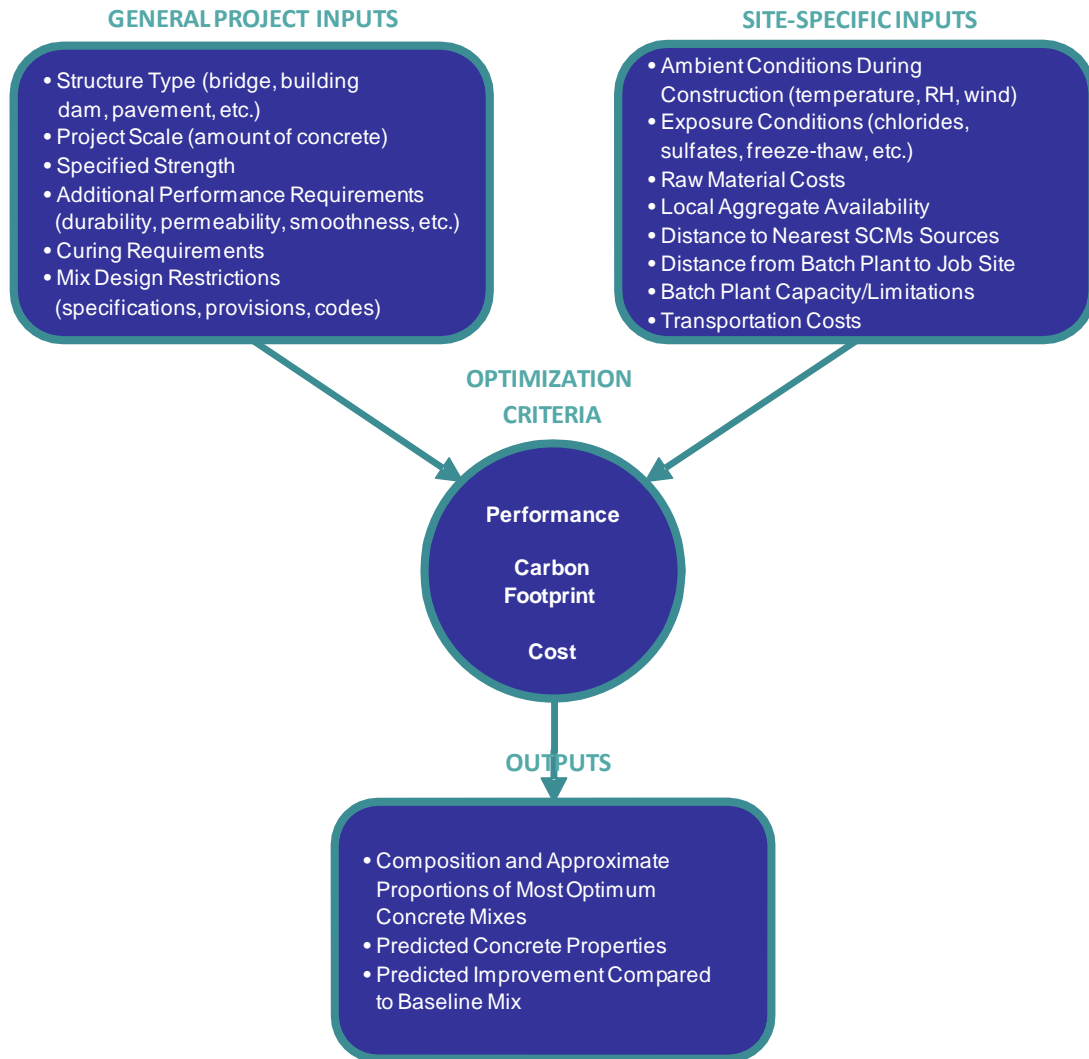 GENERAL PROJECT INPUTS
• Structure Type (bridge, building
dam, pavement, etc.)
• Project Scale (amount of concrete)
• Specified Strength
• Additional Performance Requirements
(durability, permeability, smoothness, etc.)
• Curing Requirements
• Mix Design Restrictions
(specifications, provisions, codes)
SITE-SPECIFIC INPUTS
• Ambient Conditions During
Construction (temperature, RH, wind)
• Exposure Conditions (chlorides,
sulfates, freeze-thaw, etc.)
• Raw Material Costs
• Local Aggregate Availability
• Distance to Nearest SCMs Sources
• Distance from Batch Plant to Job Site
• Batch Plant Capacity/Limitations
• Transportation Costs
OPTIMIZATION
CRITERIA
Performance
Carbon
Footprint
Cost
OUTPUTS
• Composition and Approximate
Proportions of Most Optimum
Concrete Mixes
• Predicted Concrete Properties
• Predicted Improvement Compared
to Baseline Mix